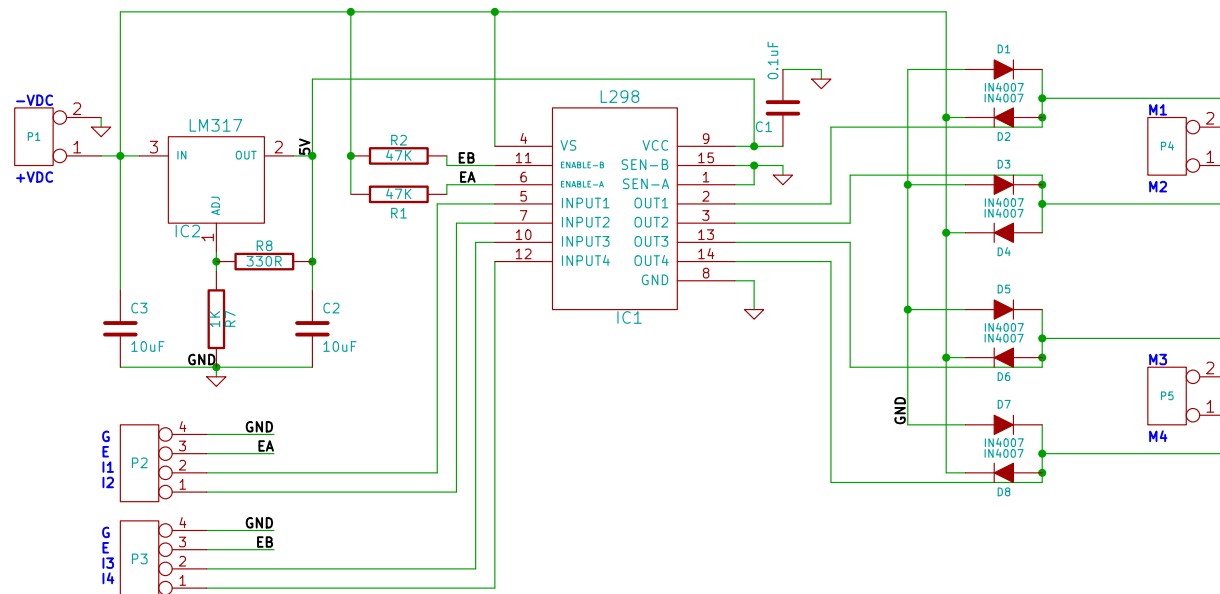 -VDC
2
P1
1
+VDC
LM317
3
IN
OUT
2
5V
ADJ
1
IC2
R8
330R
1K
R7
C3
10uF
C2
10uF
GND
R2
47K
EB
EA
47K
R1
L298
4
VS
11
ENABLE-B
6
ENABLE-A
5
INPUT1
7
INPUT2
10
INPUT3
12
INPUT4
VCC
9
SEN-B
15
SEN-A
1
OUT1
2
OUT2
3
OUT3
13
OUT4
14
GND
8
IC1
0.1uF
C1
D1
IN4007
IN4007
D2
D3
IN4007
IN4007
D4
D5
IN4007
IN4007
D6
D7
IN4007
IN4007
D8
GND
M1
2
P4
1
M2
M3
2
P5
1
M4
G
E
I1
I2
P2
4
GND
3
EA
2
1
G
E
I3
I4
P3
4
GND
3
EB
2
1